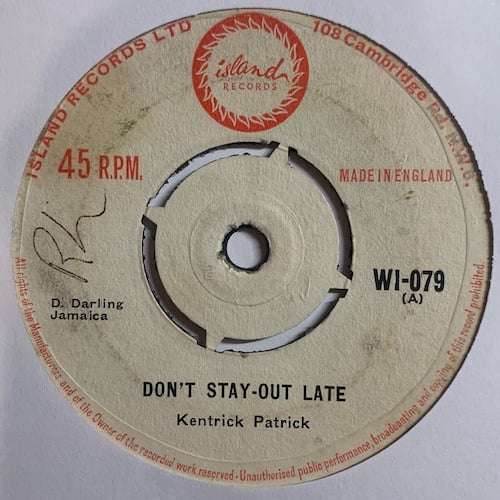 ISLAND RECORDS LTD
108 Cambridge Rd. N.W.6.
island
RECORDS
45 R.P.M.
MADE IN ENGLAND
Rh
WI-079
(A)
D. Darling
Jamaica
DON'T STAY-OUT LATE
Kentrick Patrick
All rights of the Manufacturers and of the Owner of the recorded work reserved - Unauthorised public performance, broadcasting and copying of this record prohibited.